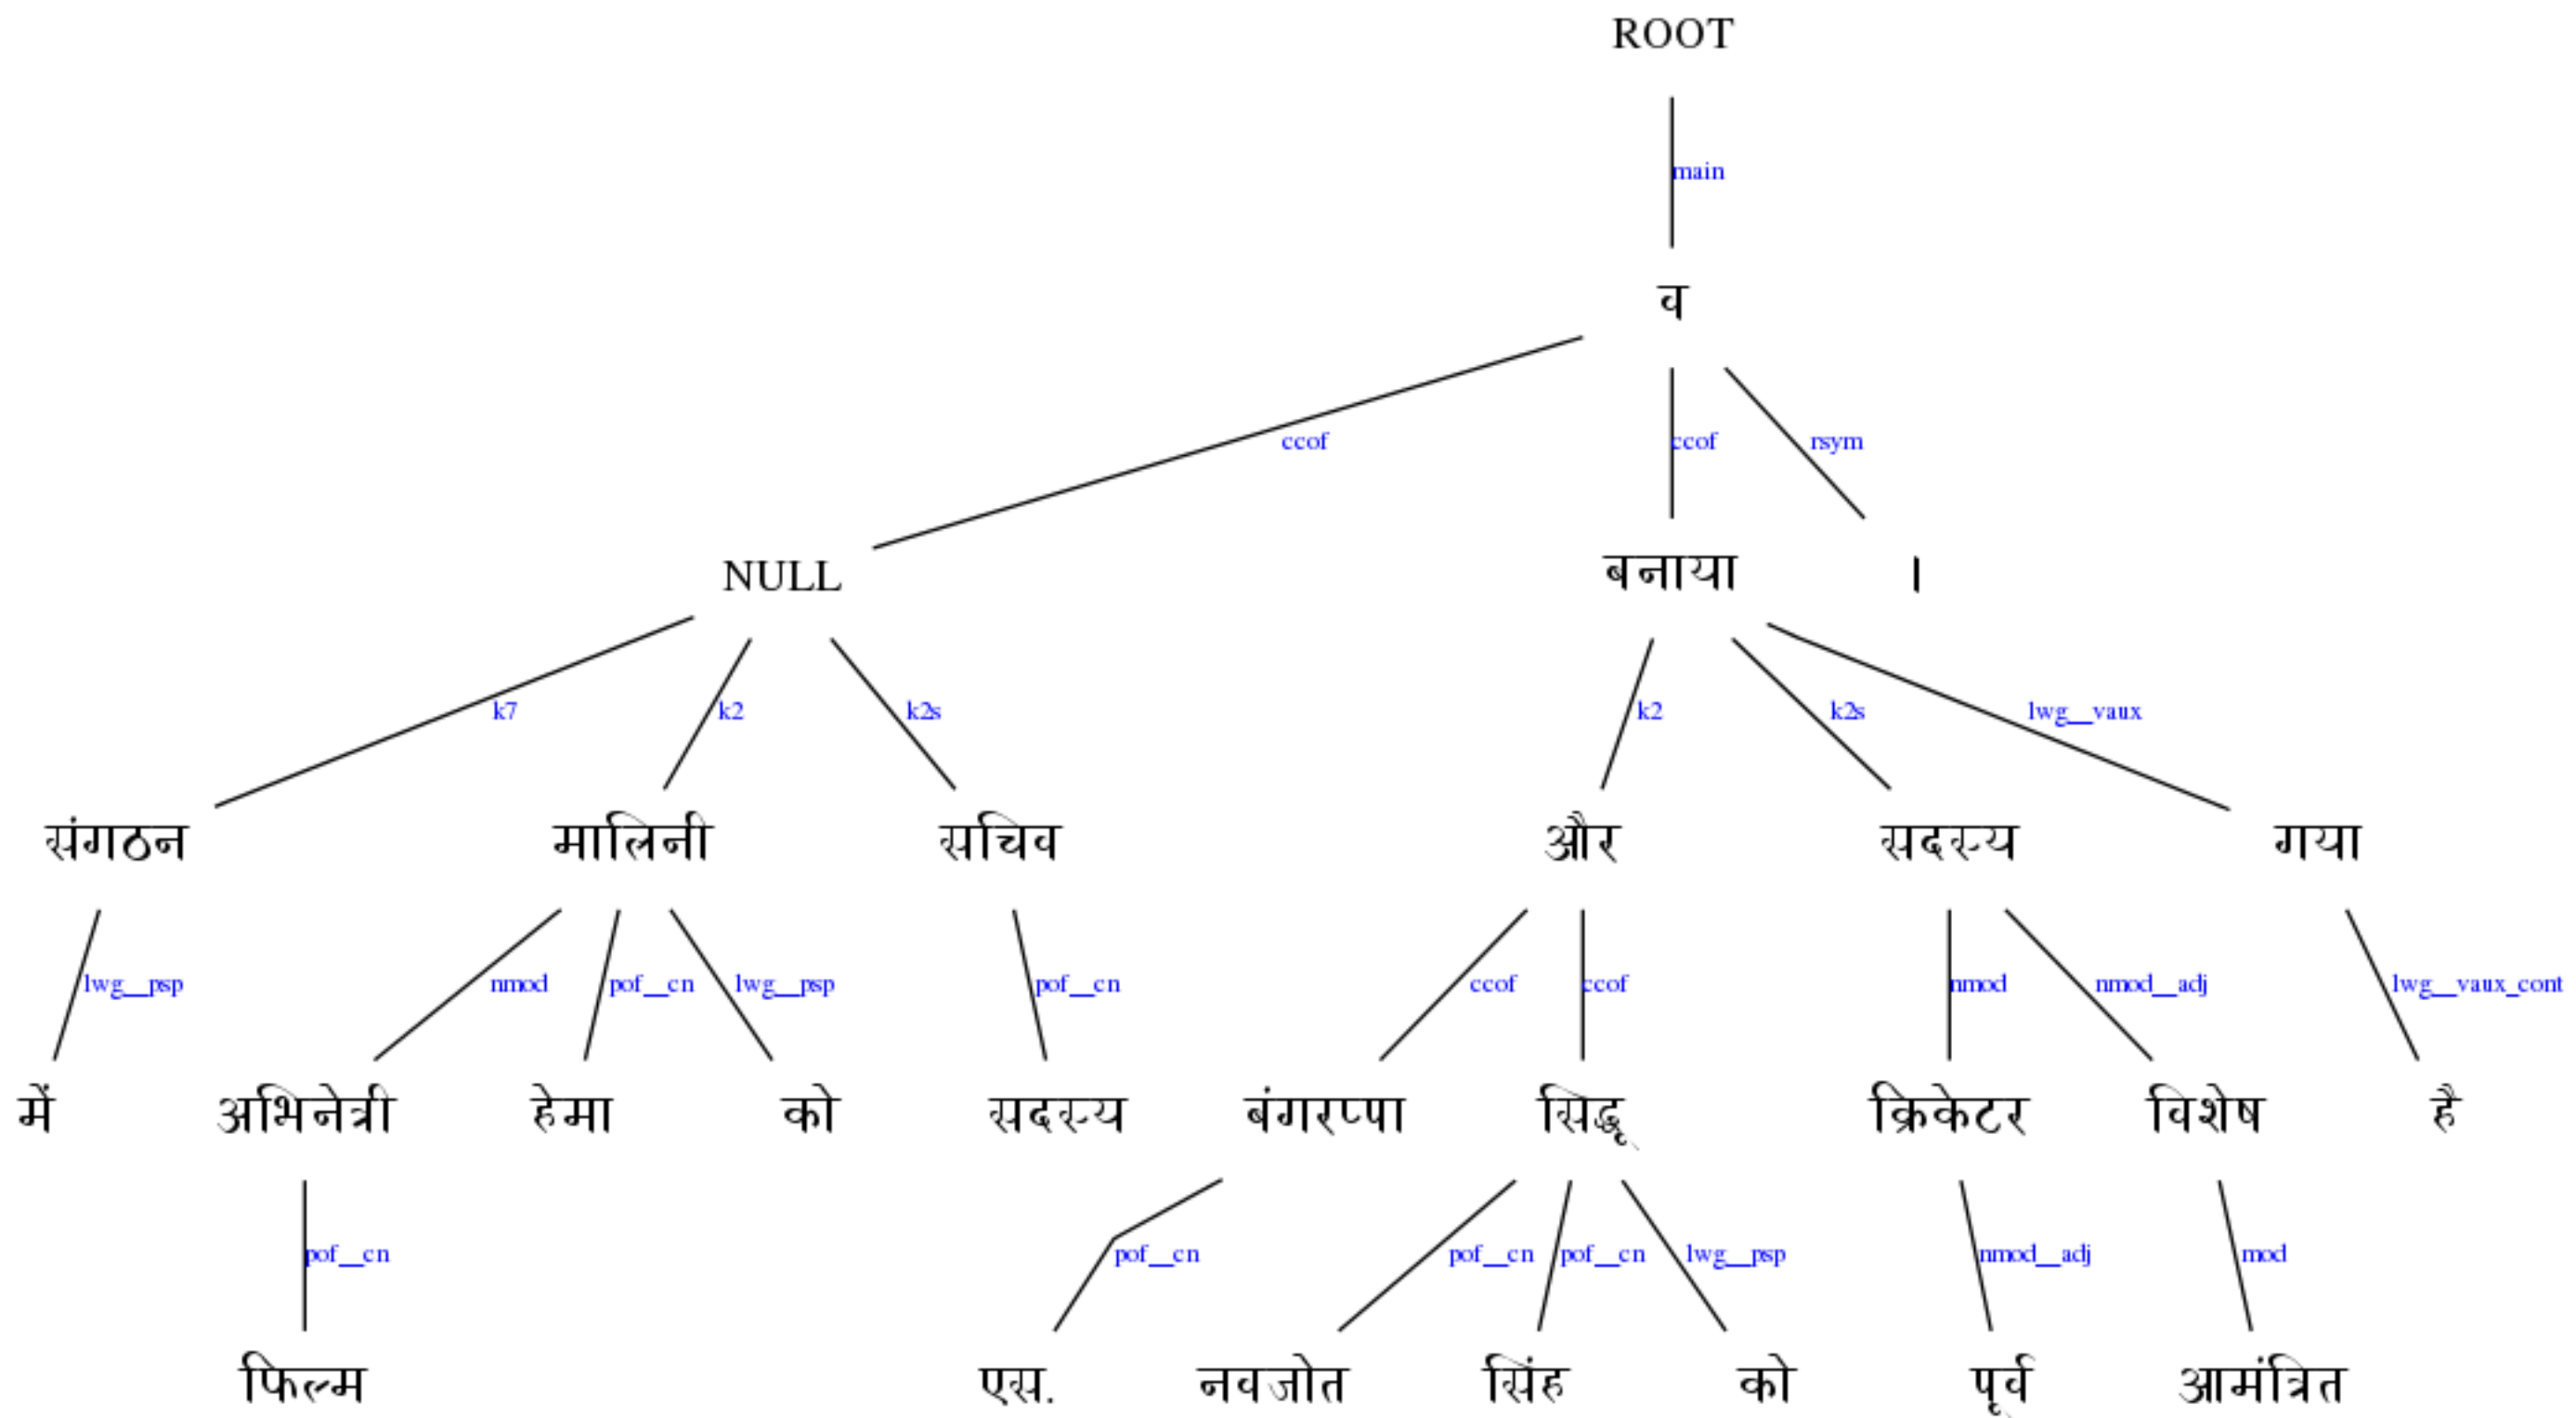 ROOT
main
व
ccof ccof rsym
NULL बनाया ।
k7 k2 k2s k2 k2s lwg__vaux
संगठन मालिनी सचिव और सदस्य गया
lwg__psp nmod pof__cn lwg__psp pof__cn ccof ccof nmod nmod__adj lwg__vaux_cont
में अभिनेत्री हेमा को सदस्य बंगरप्पा सिद्धू क्रिकेटर विशेष है
pof__cn pof__cn pof__cn pof__cn lwg__psp nmod__adj mod
फिल्म एस. नवजोत सिंह को पूर्व आमंत्रित